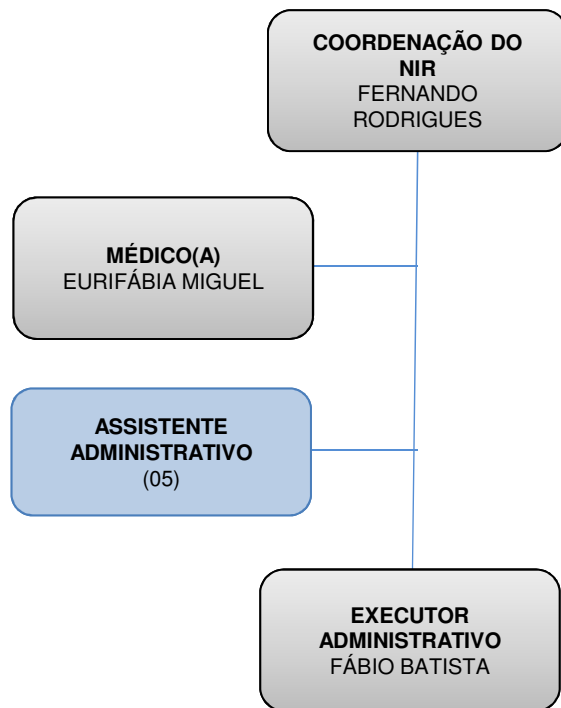 COORDENAÇÃO DO
NIR
FERNANDO
RODRIGUES
MÉDICO(A)
EURIFÁBIA MIGUEL
ASSISTENTE
ADMINISTRATIVO
(05)
EXECUTOR
ADMINISTRATIVO
FÁBIO BATISTA